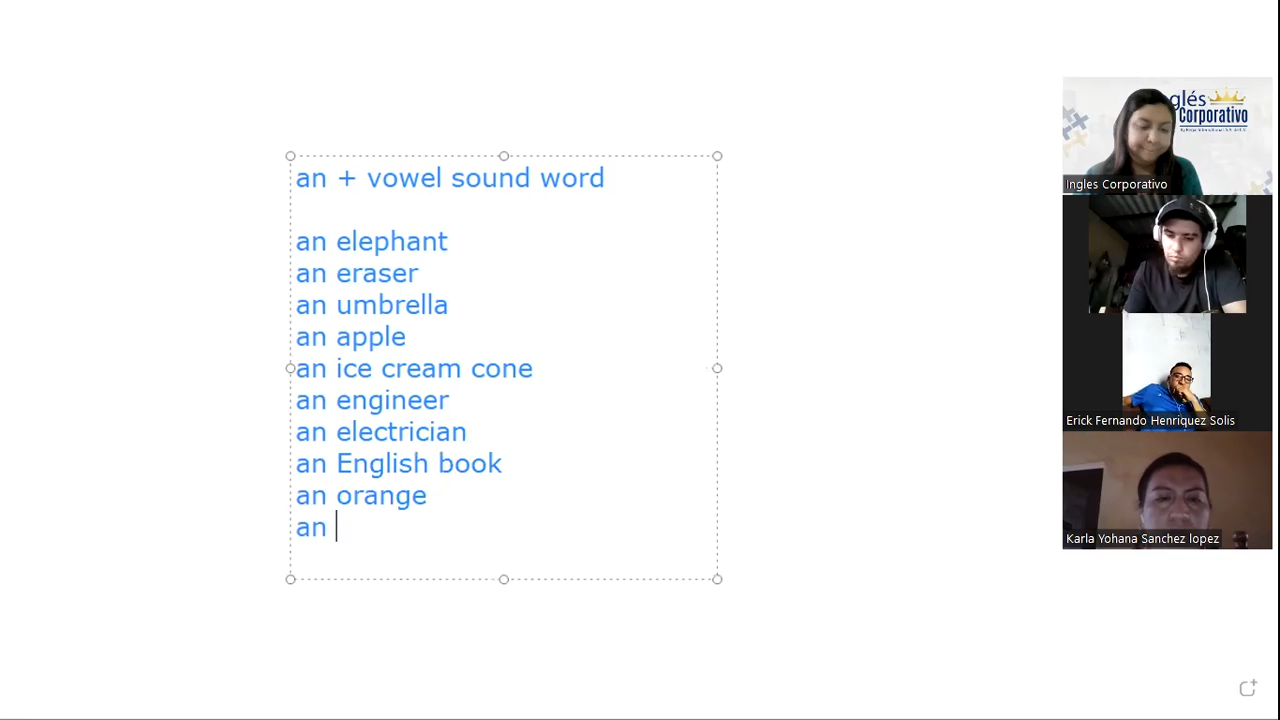 an + vowel sound word
an elephant
an eraser
an umbrella
an apple
an ice cream cone
an engineer
an electrician
an English book
an orange
an
glés
Corporativo
Ingles Corporativo
Erick Fernando Henriquez Solis
Karla Yohana Sanchez lopez